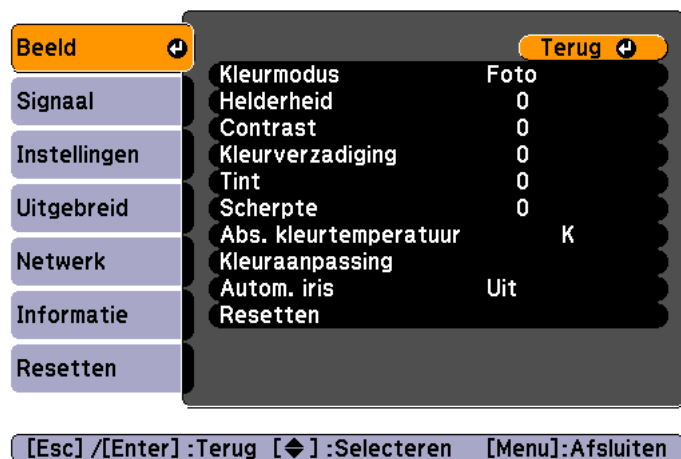 Beeld
Signaal
Instellingen
Uitgebreid
Netwerk
Informatie
Resetten
Terug
Kleurmodus Foto
Helderheid 0
Contrast 0
Kleurverzadiging 0
Tint 0
Scherpte 0
Abs. kleurtemperatuur K
Kleuraanpassing
Autom. iris Uit
Resetten
[Esc] /[Enter] :Terug [◆] :Selecteren [Menu]:Afsluiten